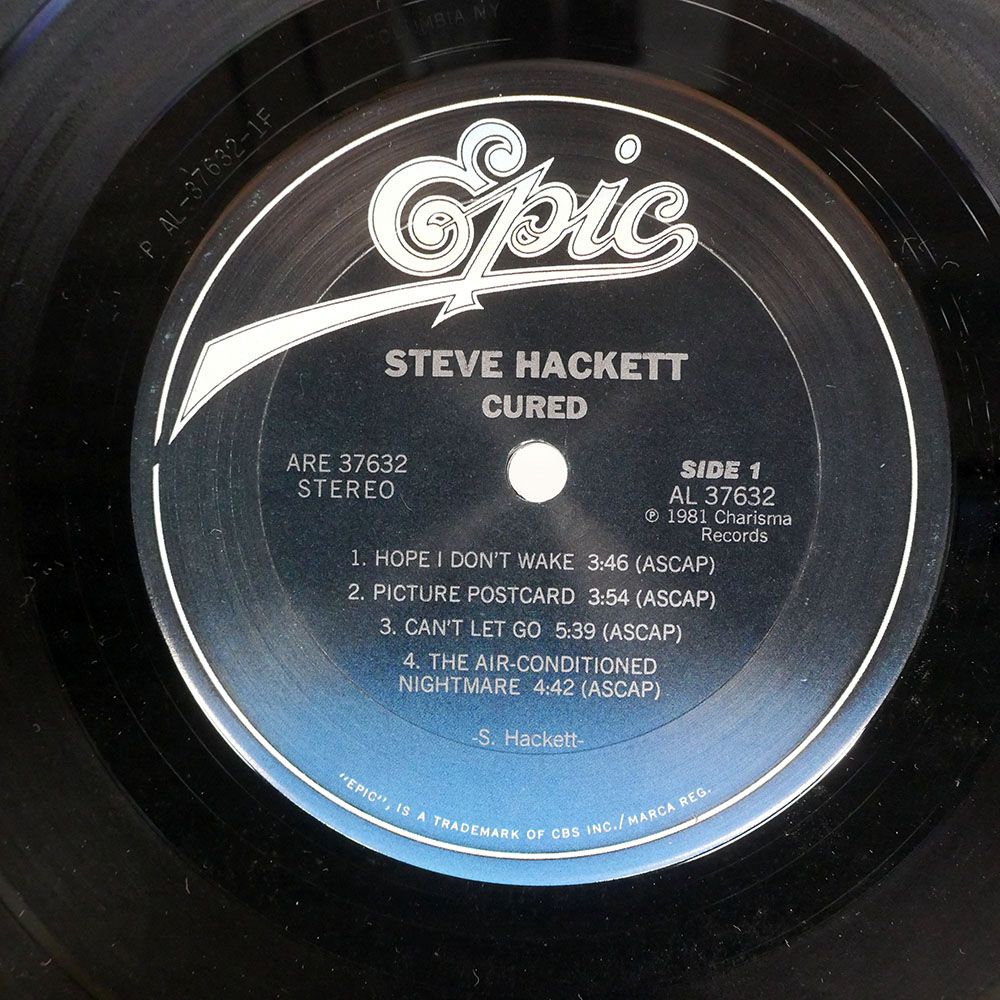 COLUMBIA NY
P AL-37632-1F
Epic
STEVE HACKETT
CURED
ARE 37632
STEREO
SIDE 1
AL 37632
℗ 1981 Charisma
Records
1. HOPE I DON'T WAKE 3:46 (ASCAP)
2. PICTURE POSTCARD 3:54 (ASCAP)
3. CAN'T LET GO 5:39 (ASCAP)
4. THE AIR-CONDITIONED
NIGHTMARE 4:42 (ASCAP)
-S. Hackett-
"EPIC", IS A TRADEMARK OF CBS INC./MARCA REG.